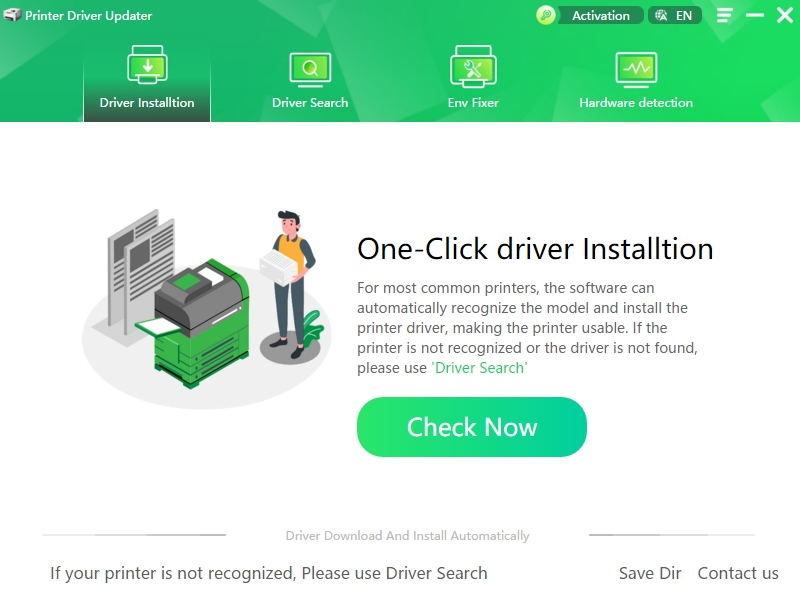 Printer Driver Updater
Activation
EN
Driver Installtion
Driver Search
Env Fixer
Hardware detection
One-Click driver Installtion
For most common printers, the software can
automatically recognize the model and install the
printer driver, making the printer usable. If the
printer is not recognized or the driver is not found,
please use 'Driver Search'
Check Now
Driver Download And Install Automatically
If your printer is not recognized, Please use Driver Search
Save Dir
Contact us